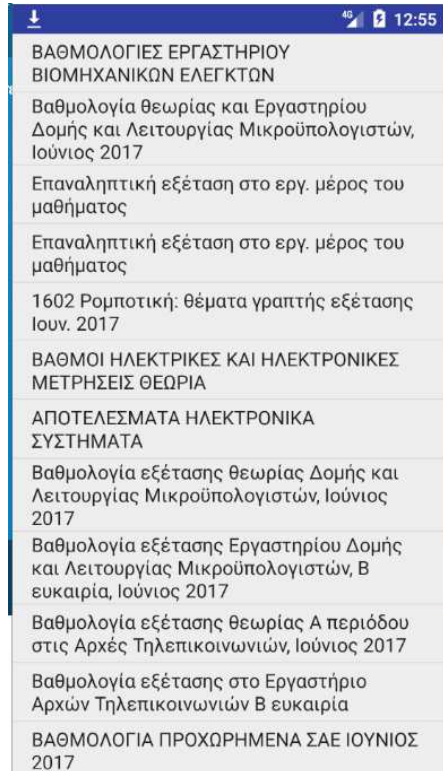 4G 12:55
ΒΑΘΜΟΛΟΓΙΕΣ ΕΡΓΑΣΤΗΡΙΟΥ
ΒΙΟΜΗΧΑΝΙΚΩΝ ΕΛΕΓΚΤΩΝ
Βαθμολογία θεωρίας και Εργαστηρίου
Δομής και Λειτουργίας Μικροϋπολογιστών,
Ιούνιος 2017
Επαναληπτική εξέταση στο εργ. μέρος του
μαθήματος
Επαναληπτική εξέταση στο εργ. μέρος του
μαθήματος
1602 Ρομποτική: θέματα γραπτής εξέτασης
Ιουν. 2017
ΒΑΘΜΟΙ ΗΛΕΚΤΡΙΚΕΣ ΚΑΙ ΗΛΕΚΤΡΟΝΙΚΕΣ
ΜΕΤΡΗΣΕΙΣ ΘΕΩΡΙΑ
ΑΠΟΤΕΛΕΣΜΑΤΑ ΗΛΕΚΤΡΟΝΙΚΑ
ΣΥΣΤΗΜΑΤΑ
Βαθμολογία εξέτασης θεωρίας Δομής και
Λειτουργίας Μικροϋπολογιστών, Ιούνιος
2017
Βαθμολογία εξέτασης Εργαστηρίου Δομής
και Λειτουργίας Μικροϋπολογιστών, Β
ευκαιρία, Ιούνιος 2017
Βαθμολογία εξέτασης θεωρίας Α περιόδου
στις Αρχές Τηλεπικοινωνιών, Ιούνιος 2017
Βαθμολογία εξέτασης στο Εργαστήριο
Αρχών Τηλεπικοινωνιών Β ευκαιρία
ΒΑΘΜΟΛΟΓΙΑ ΠΡΟΧΩΡΗΜΕΝΑ ΣΑΕ ΙΟΥΝΙΟΣ
2017